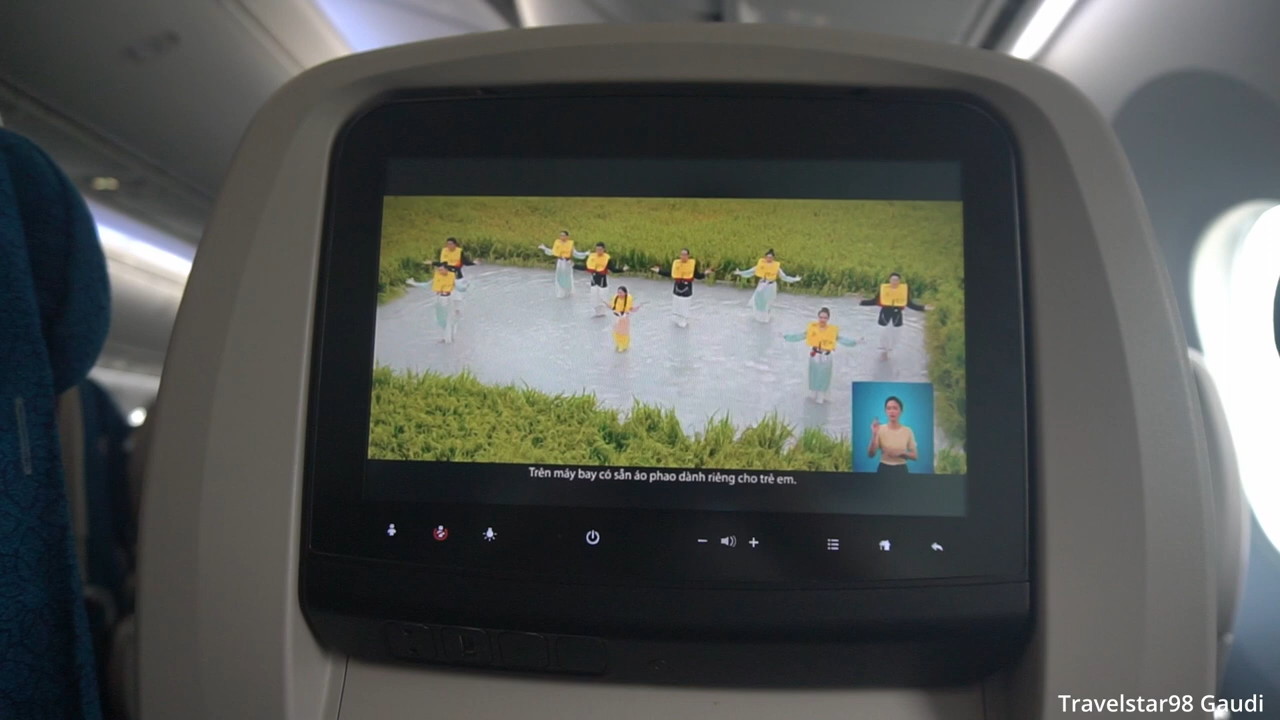 Trên máy bay có sẵn áo phao dành riêng cho trẻ em.
Travelstar98 Gaudi